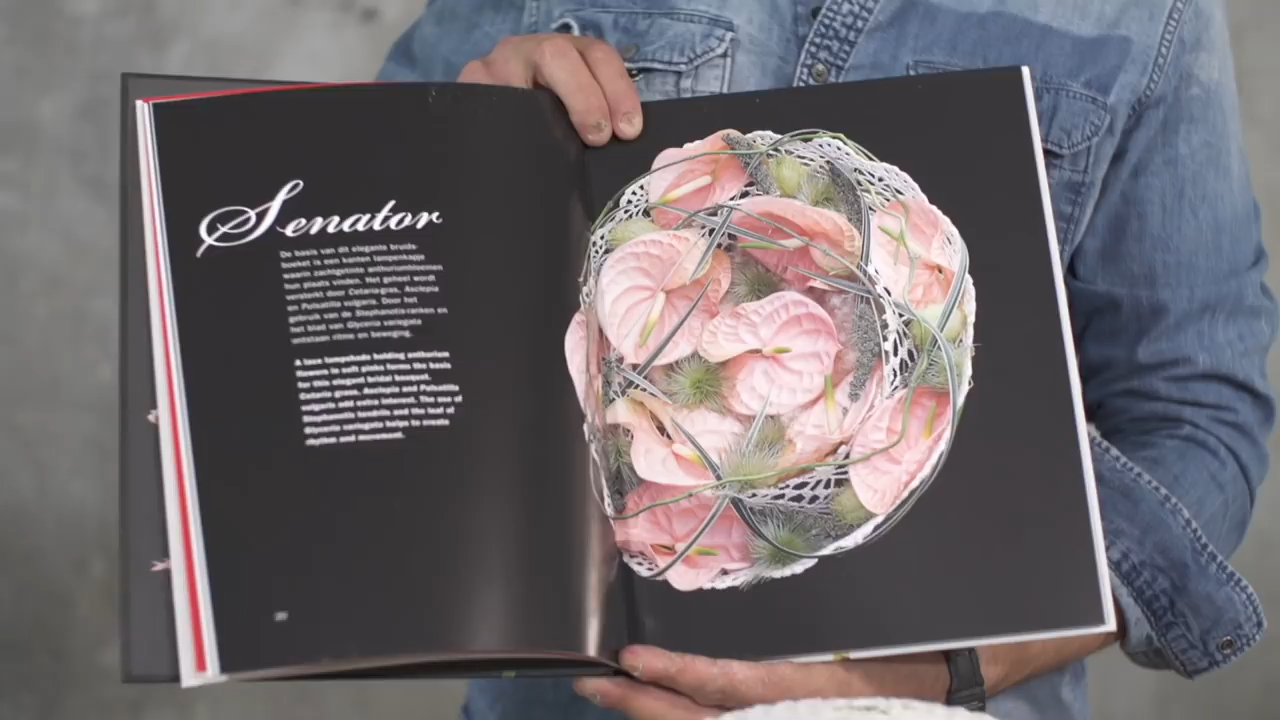 Senator
De basis van dit elegante bruids-
boeket is een kanten lampenkapje
waarin zachtgetinte anthuriumbloemen
hun plaats vinden. Het geheel wordt
versterkt door Cetaria-gras, Asclepia
en Pulsatilla vulgaris. Door het
gebruik van de Stephanotis-ranken en
het blad van Glyceria variegata
ontstaan ritme en beweging.
A lace lampshade holding anthurium
flowers in soft pinks forms the basis
for this elegant bridal bouquet.
Cetaria grass, Asclepia and Pulsatilla
vulgaris add extra interest. The use of
Stephanotis tendrils and the leaf of
Glyceria variegata helps to create
rhythm and movement.